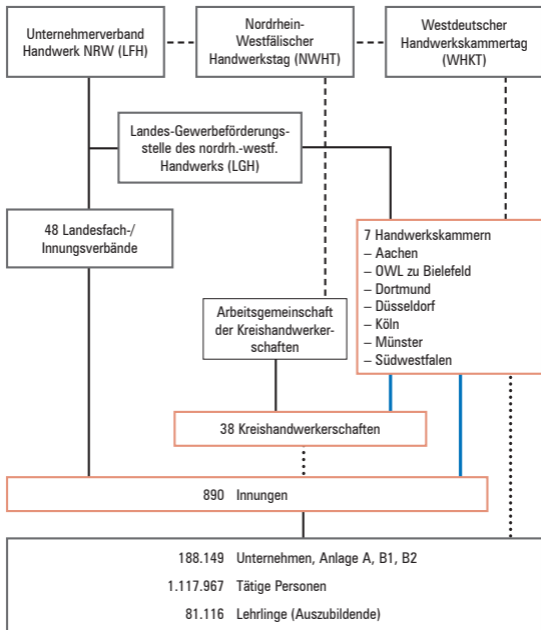 Unternehmerverband
Handwerk NRW (LFH)
Nordrhein-
Westfälischer
Handwerkstag (NWHT)
Westdeutscher
Handwerkskammertag
(WHKT)
Landes-Gewerbeförderungs-
stelle des nordrh.-westf.
Handwerks (LGH)
48 Landesfach-/
Innungsverbände
7 Handwerkskammern
– Aachen
– OWL zu Bielefeld
– Dortmund
– Düsseldorf
– Köln
– Münster
– Südwestfalen
Arbeitsgemeinschaft
der Kreishandwerker-
schaften
38 Kreishandwerkerschaften
890 Innungen
188.149 Unternehmen, Anlage A, B1, B2
1.117.967 Tätige Personen
81.116 Lehrlinge (Auszubildende)